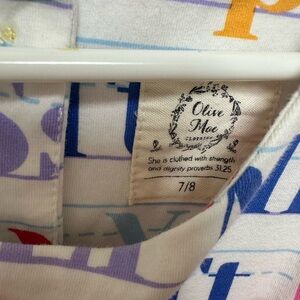 Olive
Mae
CLOTHING
She is clothed with strength
and dignity proverbs 31:25
7/8